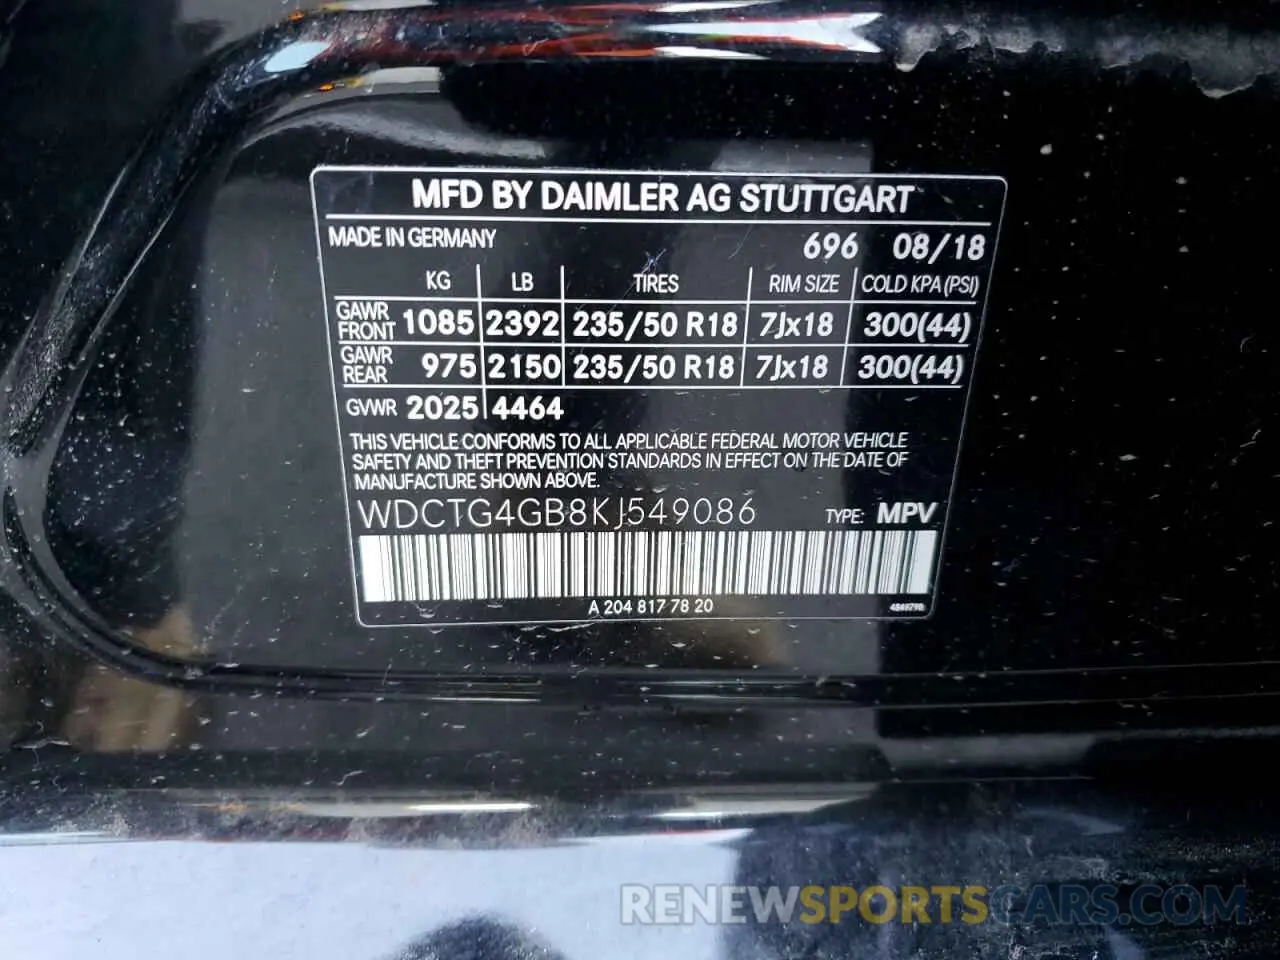 MFD BY DAIMLER AG STUTTGART
MADE IN GERMANY 696 08/18
KG LB TIRES RIM SIZE COLD KPA (PSI)
GAWR FRONT 1085 2392 235/50 R18 7Jx18 300(44)
GAWR REAR 975 2150 235/50 R18 7Jx18 300(44)
GVWR 2025 4464
THIS VEHICLE CONFORMS TO ALL APPLICABLE FEDERAL MOTOR VEHICLE
SAFETY AND THEFT PREVENTION STANDARDS IN EFFECT ON THE DATE OF
MANUFACTURE SHOWN ABOVE.
WDCTG4GB8KJ549086 TYPE: MPV
A 204 817 78 20
RENEWSPORTSCARS.COM